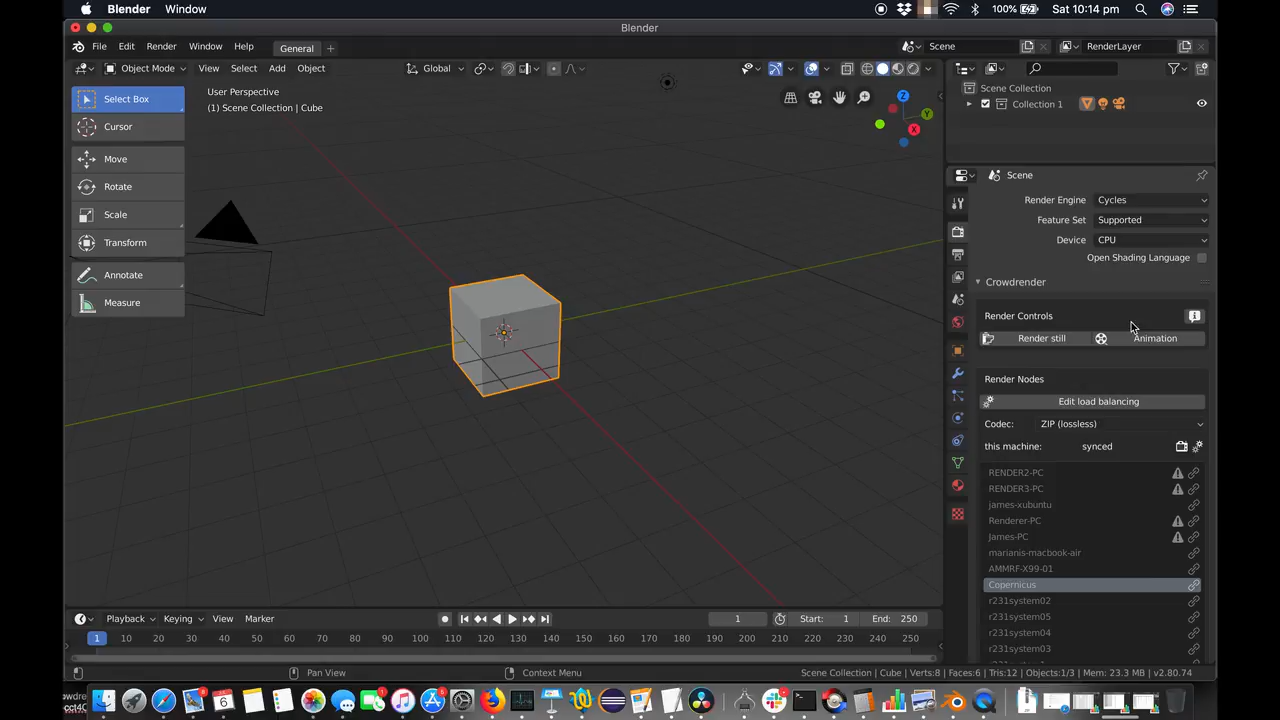 Blender Window 100% Sat 10:14 pm
Blender
File Edit Render Window Help General + Scene RenderLayer
Object Mode View Select Add Object Global
Select Box
Cursor
Move
Rotate
Scale
Transform
Annotate
Measure
User Perspective
(1) Scene Collection | Cube
Z
Y
X
Scene Collection
Collection 1
Scene
Render Engine Cycles
Feature Set Supported
Device CPU
Open Shading Language
Crowdrender
Render Controls
Render still Animation
Render Nodes
Edit load balancing
Codec: ZIP (lossless)
this machine: synced
RENDER2-PC
RENDER3-PC
james-xubuntu
Renderer-PC
James-PC
marianis-macbook-air
AMMRF-X99-01
Copernicus
r231system02
r231system05
r231system04
r231system03
Playback Keying View Marker 1 Start: 1 End: 250
1 10 20 30 40 50 60 70 80 90 100 110 120 130 140 150 160 170 180 190 200 210 220 230 240 250
Pan View Context Menu Scene Collection | Cube | Verts:8 | Faces:6 | Tris:12 | Objects:1/3 | Mem: 23.3 MB | v2.80.74